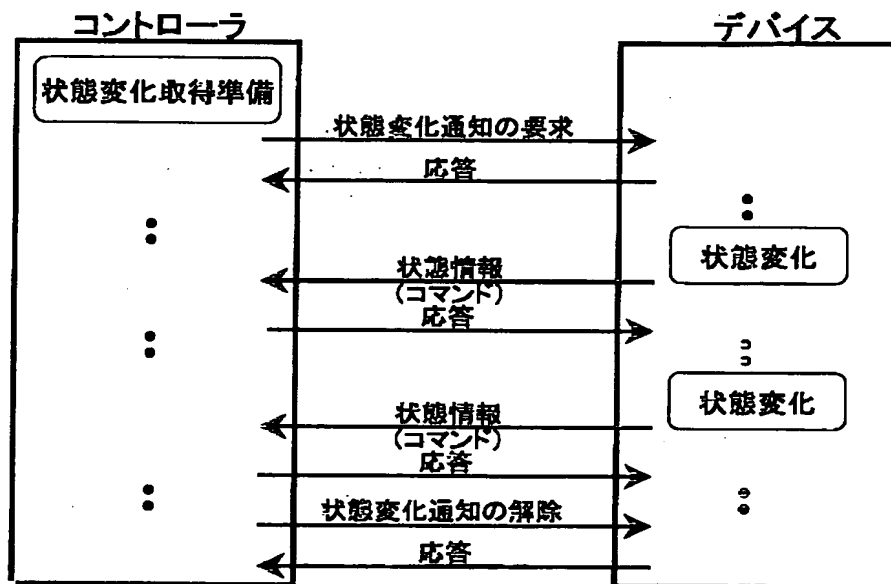 コントローラ
デバイス
状態変化取得準備
状態変化通知の要求
応答
状態変化
状態情報
(コマンド)
応答
状態変化
状態情報
(コマンド)
応答
状態変化通知の解除
応答